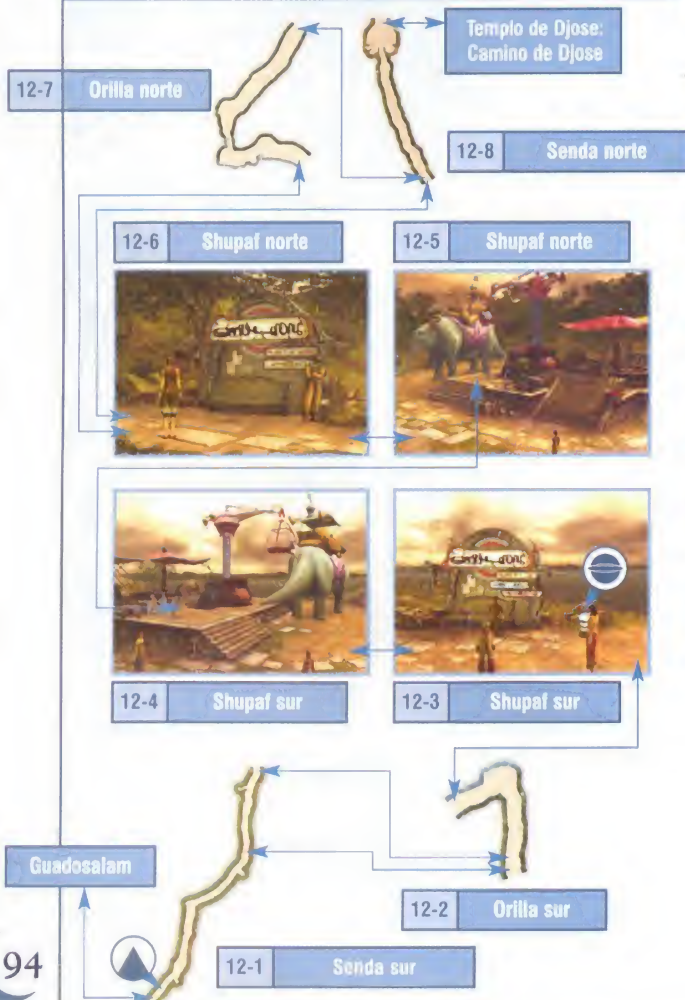 Templo de Djose:
Camino de Djose
12-7 Orilla norte
12-8 Senda norte
12-6 Shupaf norte
12-5 Shupaf norte
12-4 Shupaf sur
12-3 Shupaf sur
Guadosalam
12-2 Orilla sur
12-1 Senda sur
94